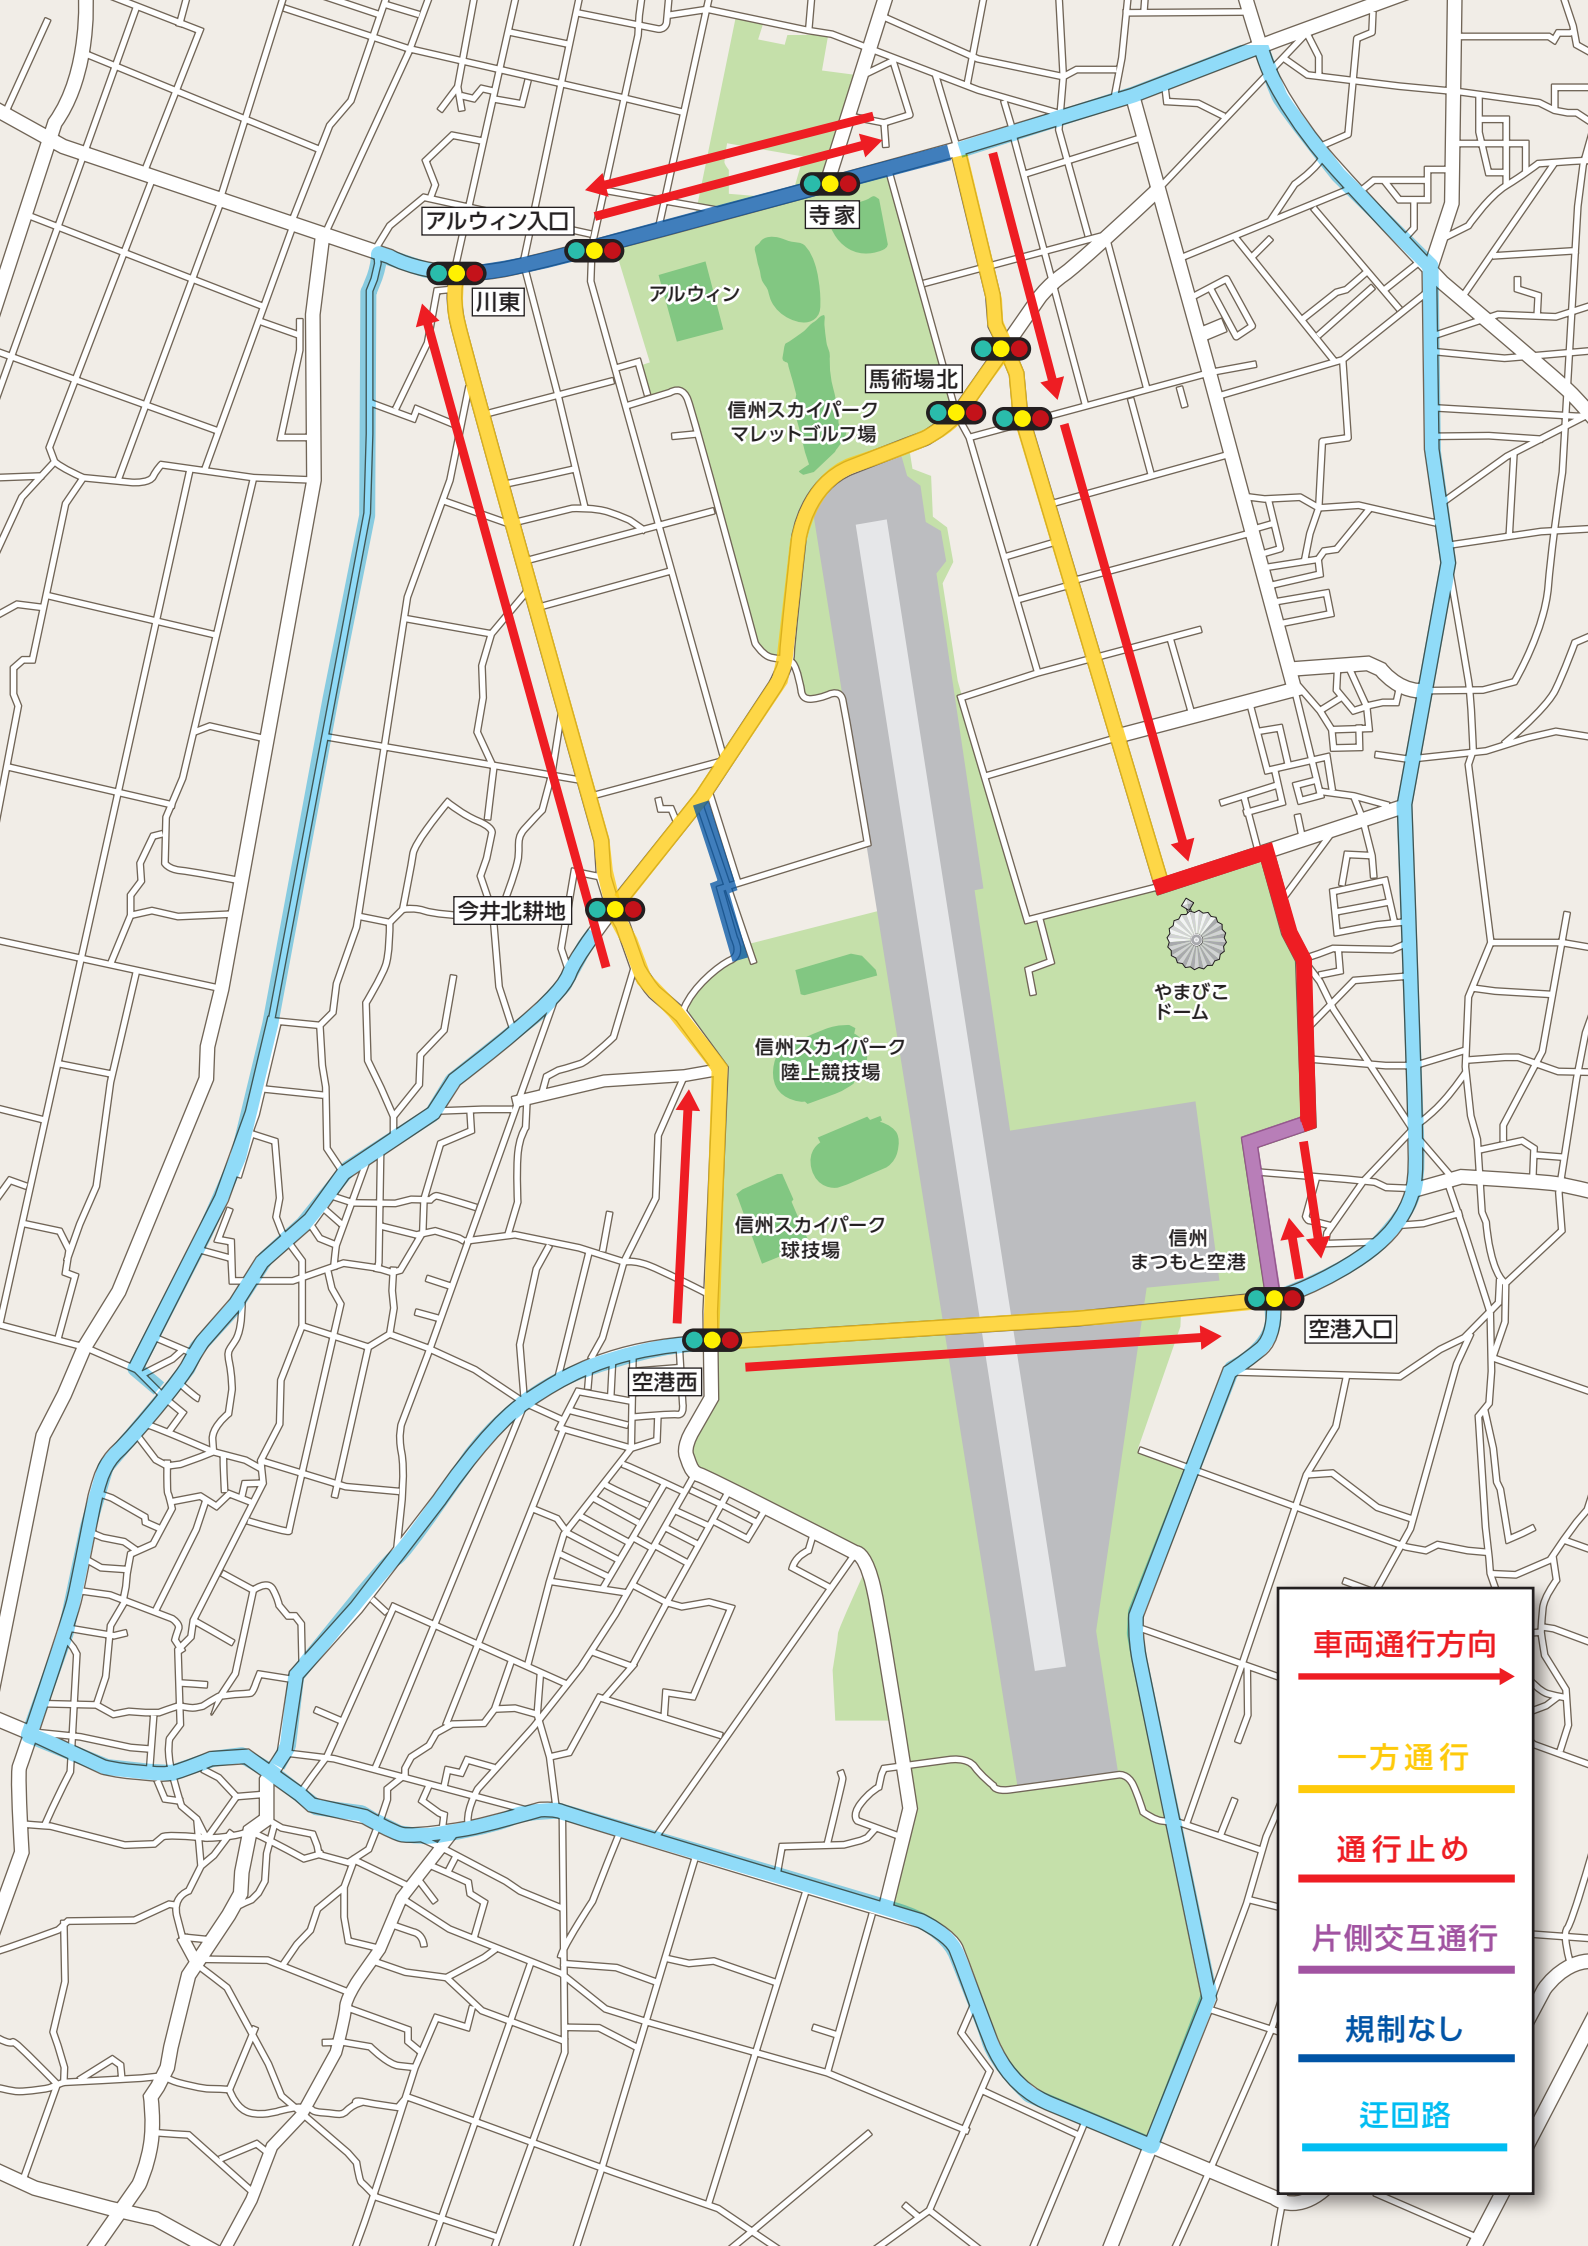 アルウィン入口
寺家
川東
アルウィン
馬術場北
信州スカイパーク
マレットゴルフ場
今井北耕地
やまびこ
ドーム
信州スカイパーク
陸上競技場
信州スカイパーク
球技場
信州
まつもと空港
空港入口
空港西
車両通行方向
一方通行
通行止め
片側交互通行
規制なし
迂回路